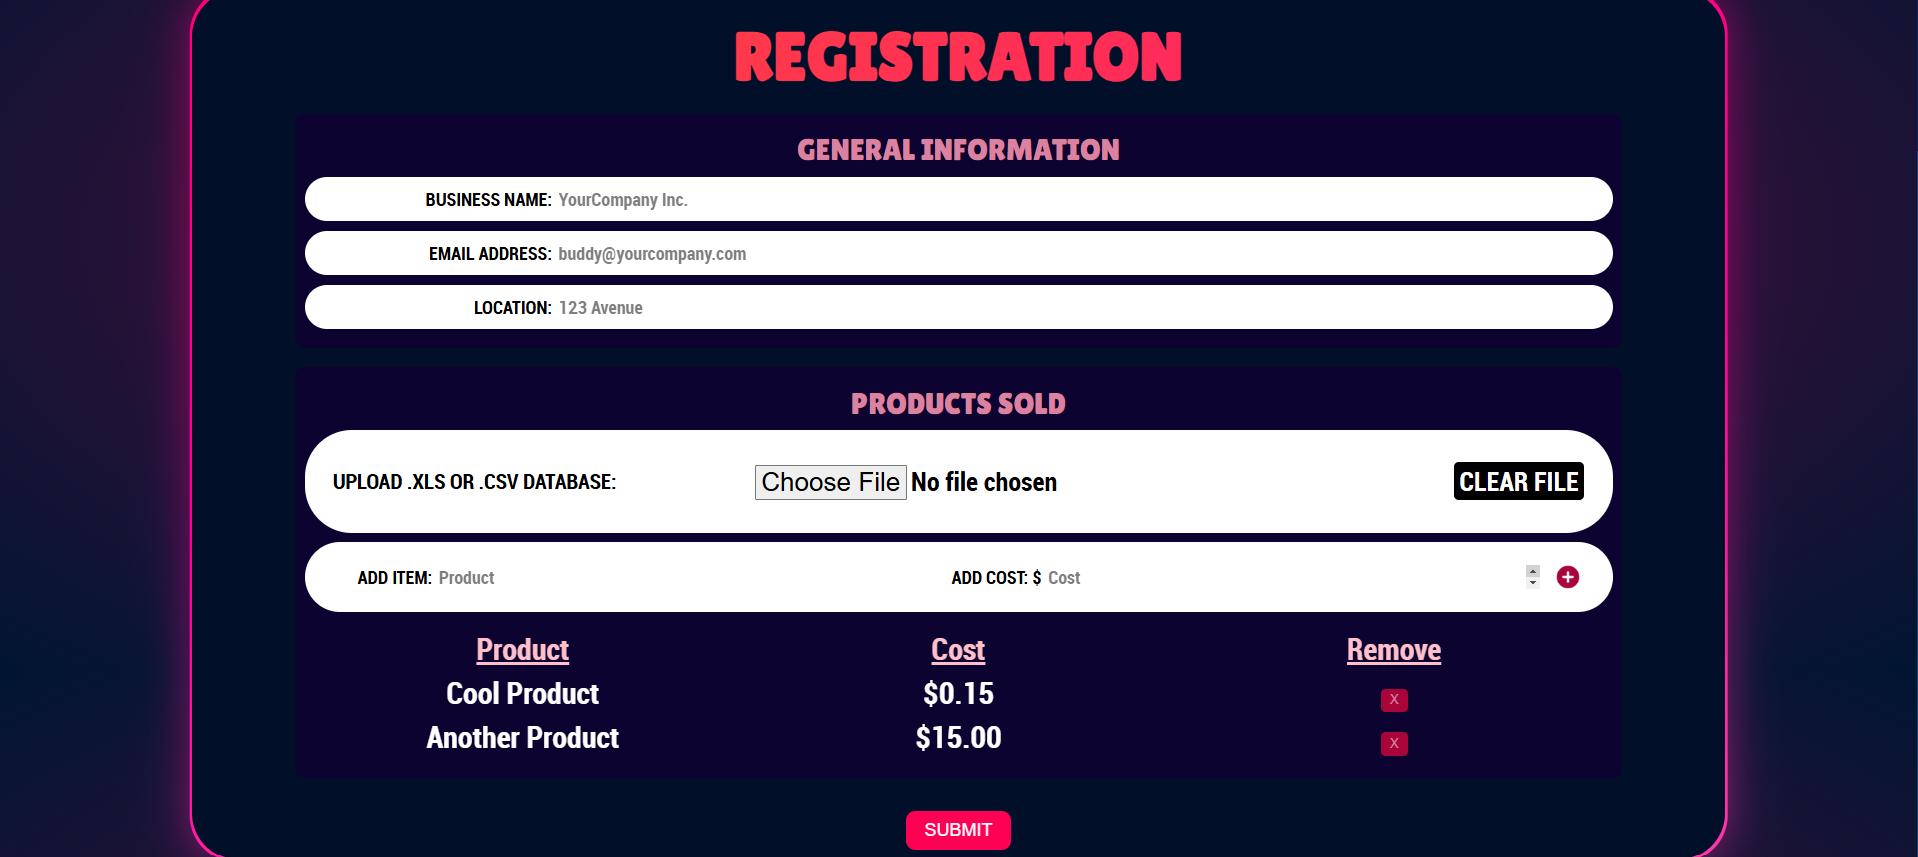 REGISTRATION
GENERAL INFORMATION
BUSINESS NAME: YourCompany Inc.
EMAIL ADDRESS: buddy@yourcompany.com
LOCATION: 123 Avenue
PRODUCTS SOLD
UPLOAD .XLS OR .CSV DATABASE: Choose File No file chosen CLEAR FILE
ADD ITEM: Product ADD COST: $ Cost
Product Cost Remove
Cool Product $0.15 X
Another Product $15.00 X
SUBMIT